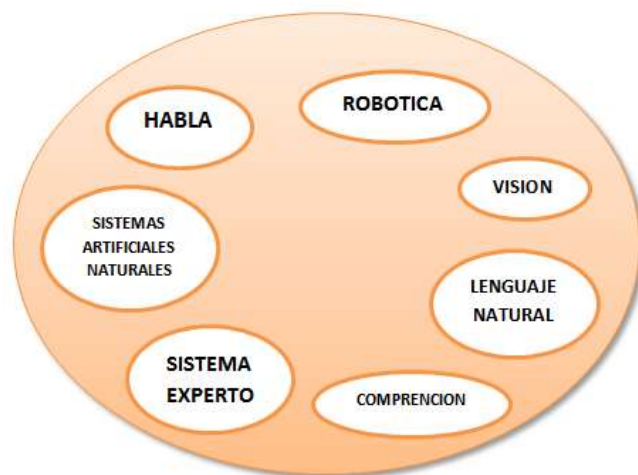 HABLA
ROBOTICA
VISION
SISTEMAS
ARTIFICIALES
NATURALES
LENGUAJE
NATURAL
SISTEMA
EXPERTO
COMPRENCION